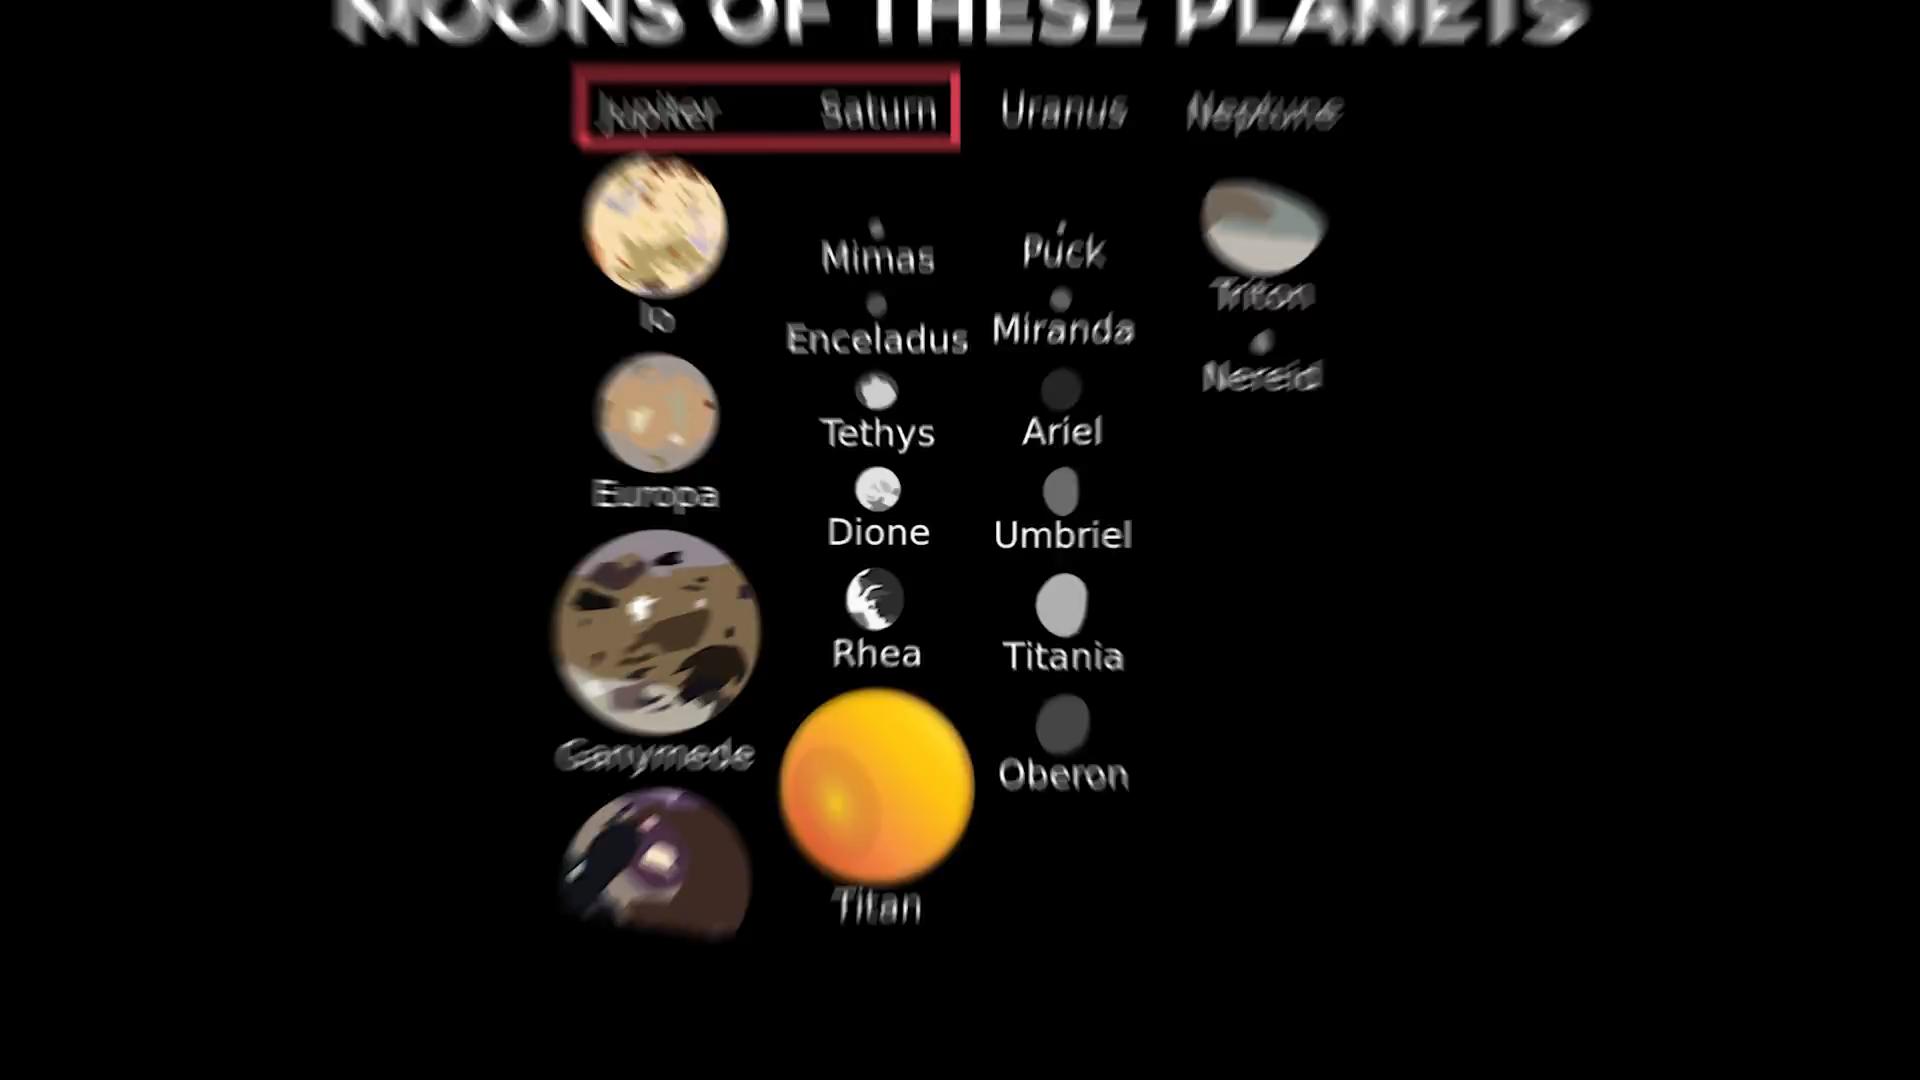 MOONS OF THESE PLANETS
Jupiter Saturn Uranus Neptune
Mimas Puck
Io Enceladus Miranda Triton
Tethys Ariel Nereid
Europa Dione Umbriel
Rhea Titania
Ganymede Oberon
Titan